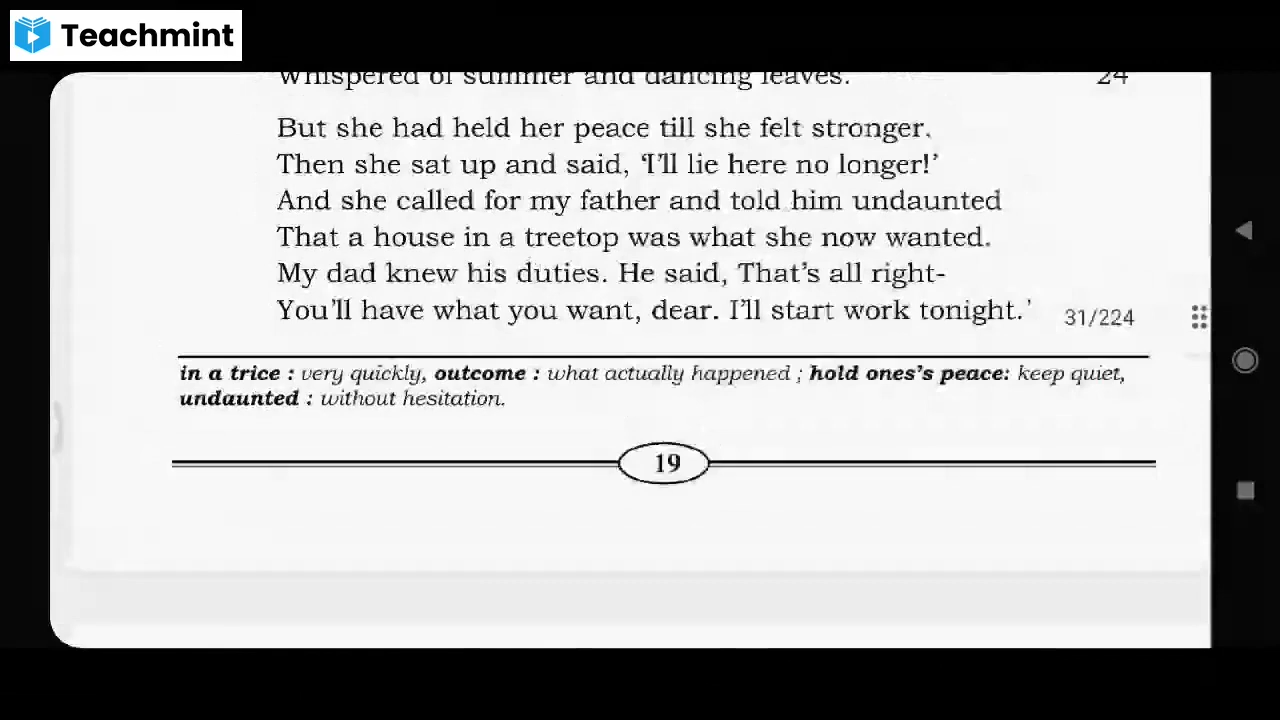 Teachmint
Whispered of summer and dancing leaves. 24
But she had held her peace till she felt stronger.
Then she sat up and said, ‘I’ll lie here no longer!’
And she called for my father and told him undaunted
That a house in a treetop was what she now wanted.
My dad knew his duties. He said, That’s all right-
You’ll have what you want, dear. I’ll start work tonight.’
31/224
in a trice : very quickly, outcome : what actually happened ; hold ones’s peace: keep quiet,
undaunted : without hesitation.
19